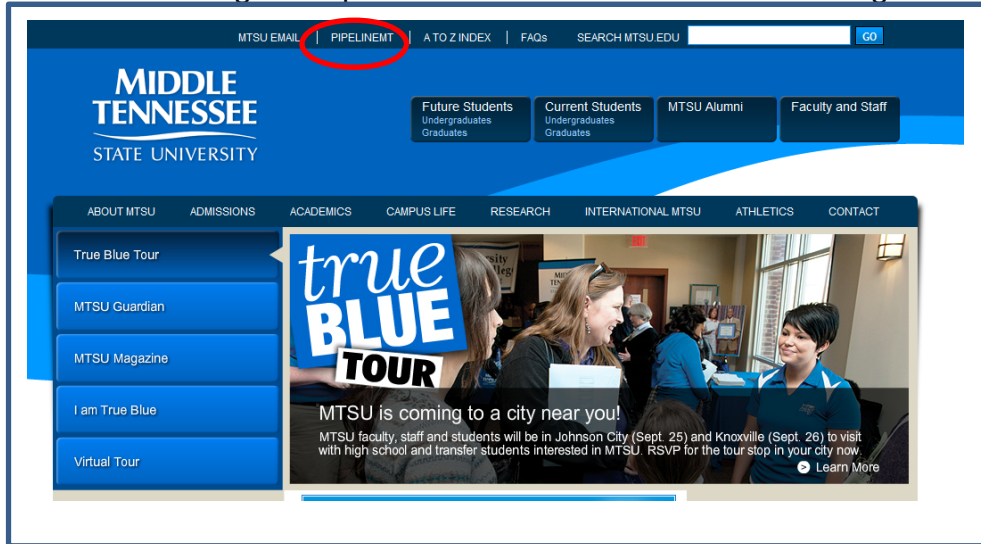 MTSU EMAIL | PIPELINEMT | A TO Z INDEX | FAQs SEARCH MTSU.EDU GO
MIDDLE
TENNESSEE
STATE UNIVERSITY
Future Students Current Students MTSU Alumni Faculty and Staff
Undergraduates Undergraduates
Graduates Graduates
ABOUT MTSU ADMISSIONS ACADEMICS CAMPUS LIFE RESEARCH INTERNATIONAL MTSU ATHLETICS CONTACT
True Blue Tour
MTSU Guardian
MTSU Magazine
I am True Blue
Virtual Tour
true
BLUE
TOUR
MTSU is coming to a city near you!
MTSU faculty, staff and students will be in Johnson City (Sept. 25) and Knoxville (Sept. 26) to visit
with high school and transfer students interested in MTSU. RSVP for the tour stop in your city now.
Learn More